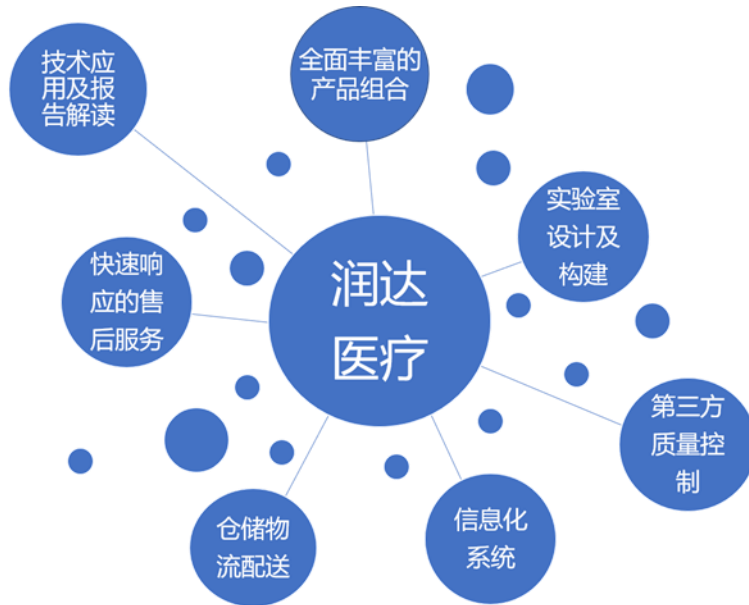 技术应
用及报
告解读
全面丰富的
产品组合
实验室
设计及
构建
快速响
应的售
后服务
润达
医疗
第三方
质量控
制
仓储物
流配送
信息化
系统